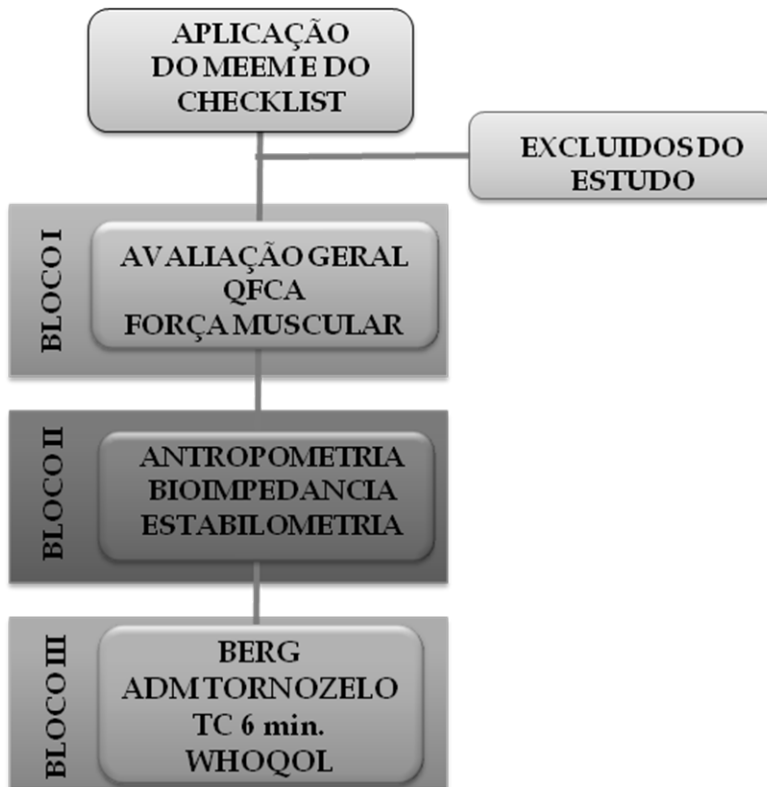 APLICAÇÃO
DO MEEM E DO
CHECKLIST
EXCLUIDOS DO
ESTUDO
BLOCO I
AVALIAÇÃO GERAL
QFCA
FORÇA MUSCULAR
BLOCO II
ANTROPOMETRIA
BIOIMPEDANCIA
ESTABILOMETRIA
BLOCO III
BERG
ADM TORNOZELO
TC 6 min.
WHOQOL